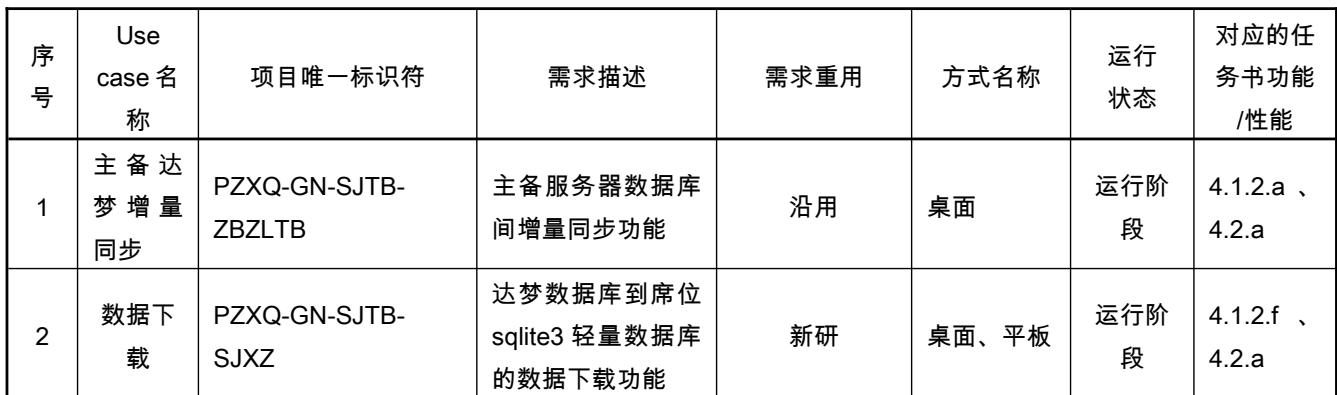 序号
Use case 名称
项目唯一标识符
需求描述
需求重用
方式名称
运行状态
对应的任务书功能/性能
1
主备达梦增量同步
PZXQ-GN-SJTB-ZBZLTB
主备服务器数据库间增量同步功能
沿用
桌面
运行阶段
4.1.2.a 、4.2.a
2
数据下载
PZXQ-GN-SJTB-SJXZ
达梦数据库到席位sqlite3 轻量数据库的数据下载功能
新研
桌面、平板
运行阶段
4.1.2.f 、4.2.a